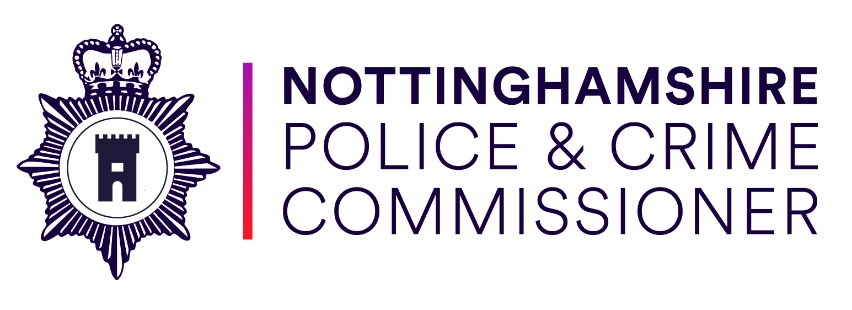 NOTTINGHAMSHIRE
POLICE & CRIME
COMMISSIONER